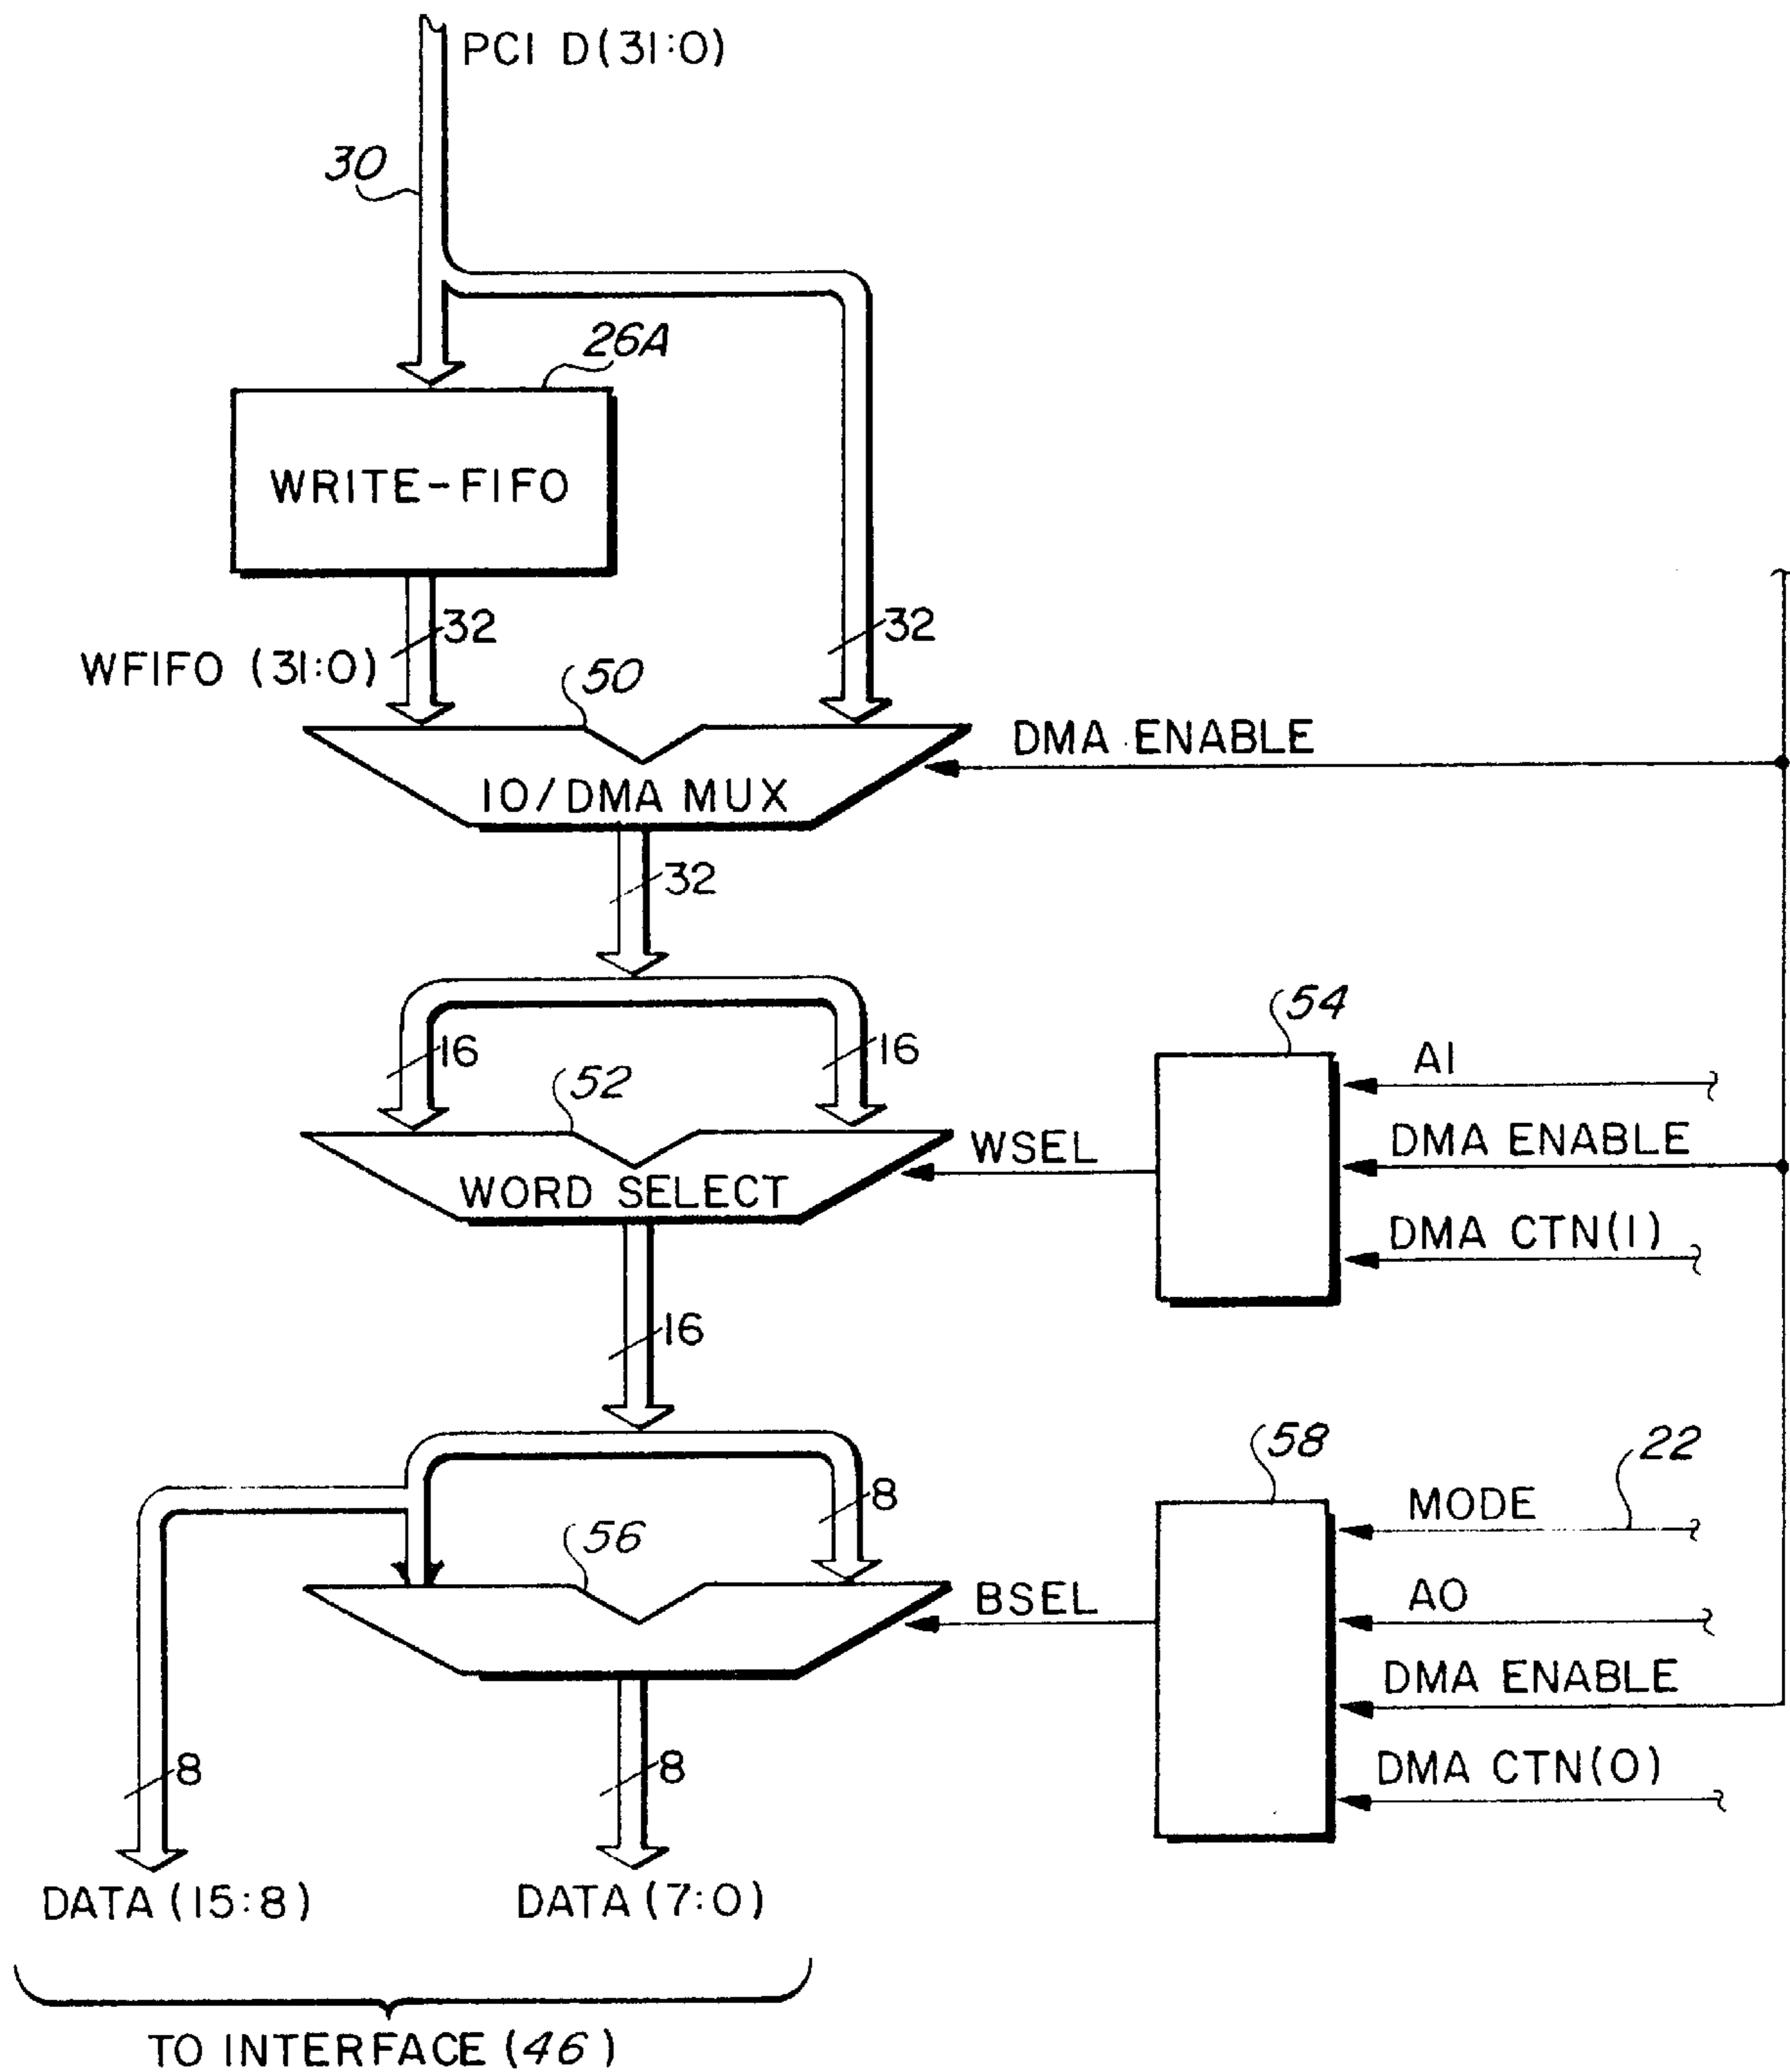 PCI D(31:0)
30
26A
WRITE-FIFO
32
32
WFIFO (31:0)
50
DMA ENABLE
IO/DMA MUX
32
54
16
16
A1
52
DMA ENABLE
WSEL
WORD SELECT
DMA CTN(1)
16
58
22
8
MODE
56
A0
BSEL
DMA ENABLE
8
8
DMA CTN(0)
DATA (15:8)
DATA (7:0)
TO INTERFACE (46)